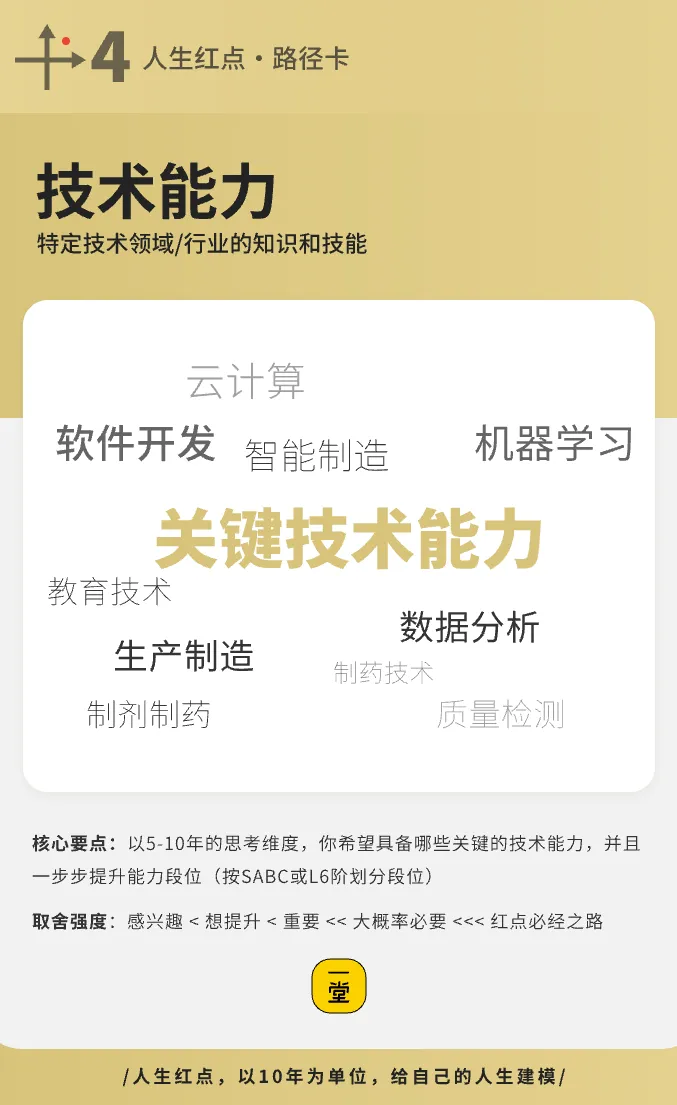 4 人生红点·路径卡
技术能力
特定技术领域/行业的知识和技能
云计算
软件开发
智能制造
机器学习
关键技术能力
教育技术
数据分析
生产制造
制药技术
制剂制药
质量检测
核心要点：以5-10年的思考维度，你希望具备哪些关键的技术能力，并且
一步步提升能力段位（按SABC或L6阶划分段位）
取舍强度：感兴趣 < 想提升 < 重要 << 大概率必要 <<< 红点必经之路
一堂
/人生红点，以10年为单位，给自己的人生建模/